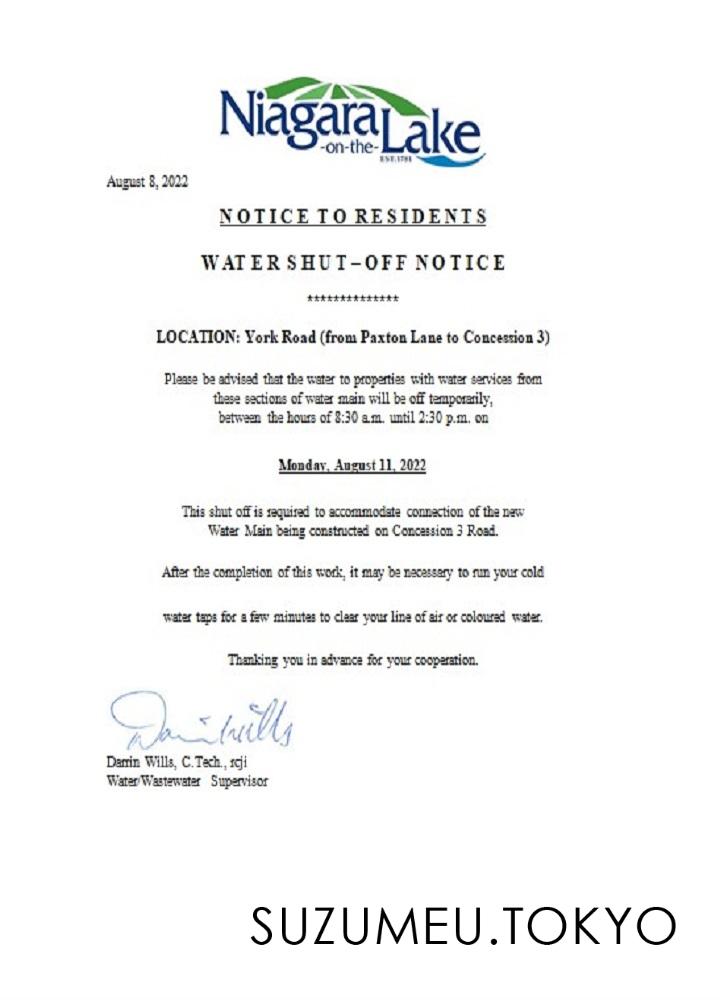 Niagara
-on-the-
Lake
EST. 1781
August 8, 2022
NOTICE TO RESIDENTS
WATER SHUT-OFF NOTICE
**************
LOCATION: York Road (from Paxton Lane to Concession 3)
Please be advised that the water to properties with water services from
these sections of water main will be off temporarily,
between the hours of 8:30 a.m. until 2:30 p.m. on
Monday, August 11, 2022
This shut off is required to accommodate connection of the new
Water Main being constructed on Concession 3 Road.
After the completion of this work, it may be necessary to run your cold
water taps for a few minutes to clear your line of air or coloured water.
Thanking you in advance for your cooperation.
Darrin Wills
Darrin Wills, C.Tech., rcji
Water/Wastewater Supervisor
SUZUMEU.TOKYO